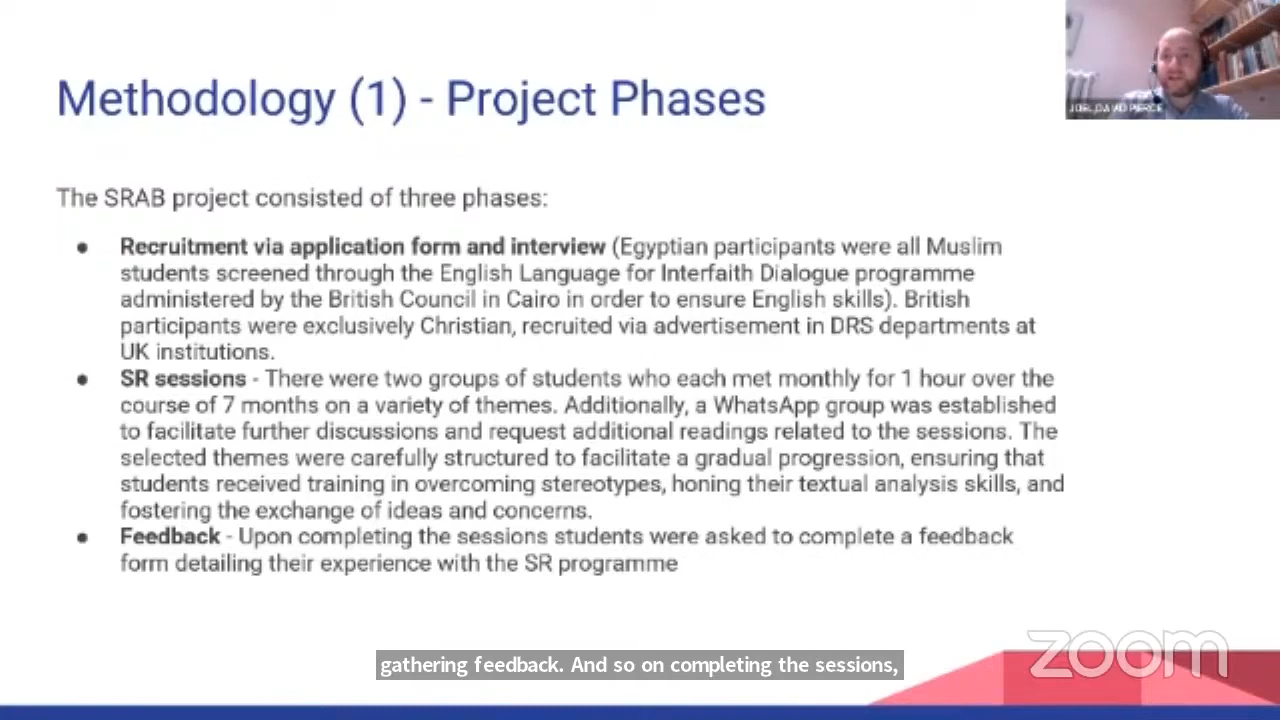 Methodology (1) - Project Phases
JOEL,DAVID PIERCE
The SRAB project consisted of three phases:
● Recruitment via application form and interview (Egyptian participants were all Muslim
students screened through the English Language for Interfaith Dialogue programme
administered by the British Council in Cairo in order to ensure English skills). British
participants were exclusively Christian, recruited via advertisement in DRS departments at
UK institutions.
● SR sessions - There were two groups of students who each met monthly for 1 hour over the
course of 7 months on a variety of themes. Additionally, a WhatsApp group was established
to facilitate further discussions and request additional readings related to the sessions. The
selected themes were carefully structured to facilitate a gradual progression, ensuring that
students received training in overcoming stereotypes, honing their textual analysis skills, and
fostering the exchange of ideas and concerns.
● Feedback - Upon completing the sessions students were asked to complete a feedback
form detailing their experience with the SR programme
zoom
gathering feedback. And so on completing the sessions,